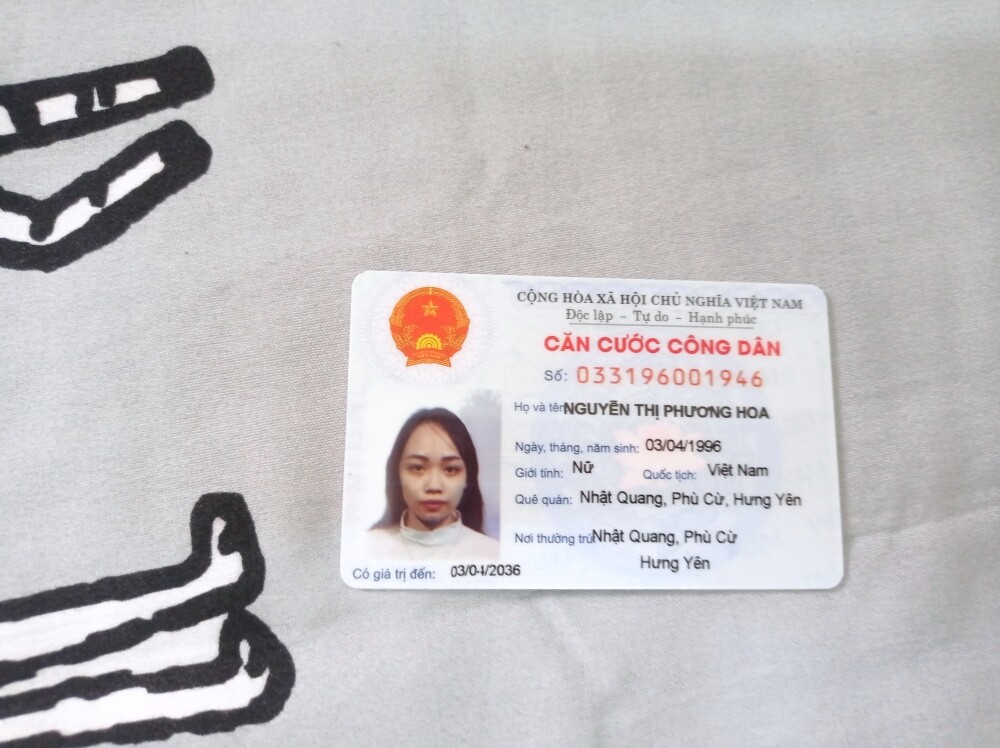 CỘNG HÒA XÃ HỘI CHỦ NGHĨA VIỆT NAM
Độc lập - Tự do - Hạnh phúc
CĂN CƯỚC CÔNG DÂN
Số: 033196001946
Họ và tên NGUYỄN THỊ PHƯƠNG HOA
Ngày, tháng, năm sinh: 03/04/1996
Giới tính: Nữ Quốc tịch: Việt Nam
Quê quán: Nhật Quang, Phù Cừ, Hưng Yên
Nơi thường trú Nhật Quang, Phù Cừ
Hưng Yên
Có giá trị đến: 03/04/2036